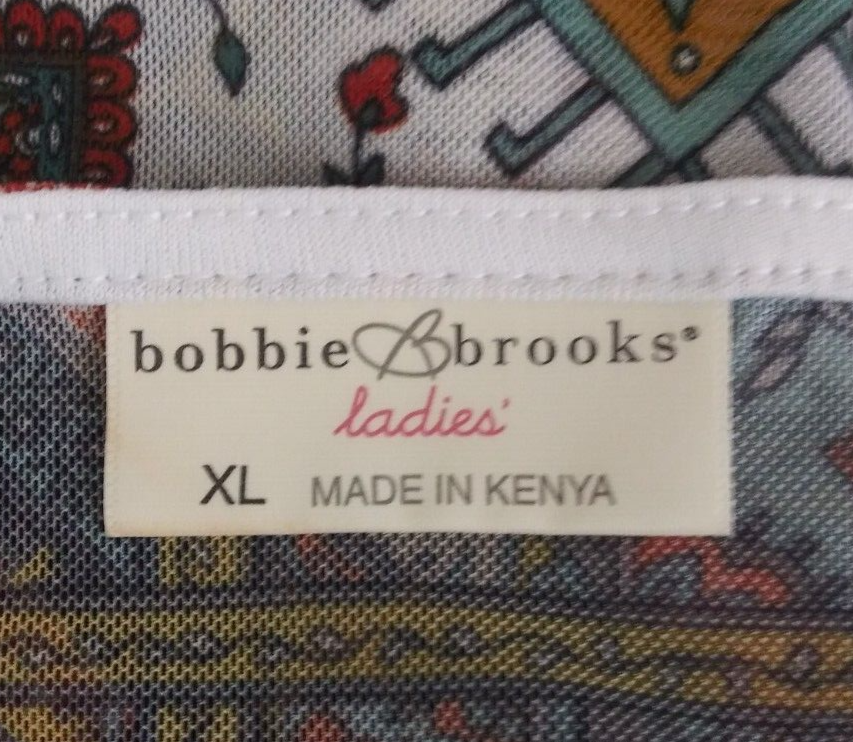 bobbie B brooks®
ladies'
XL MADE IN KENYA